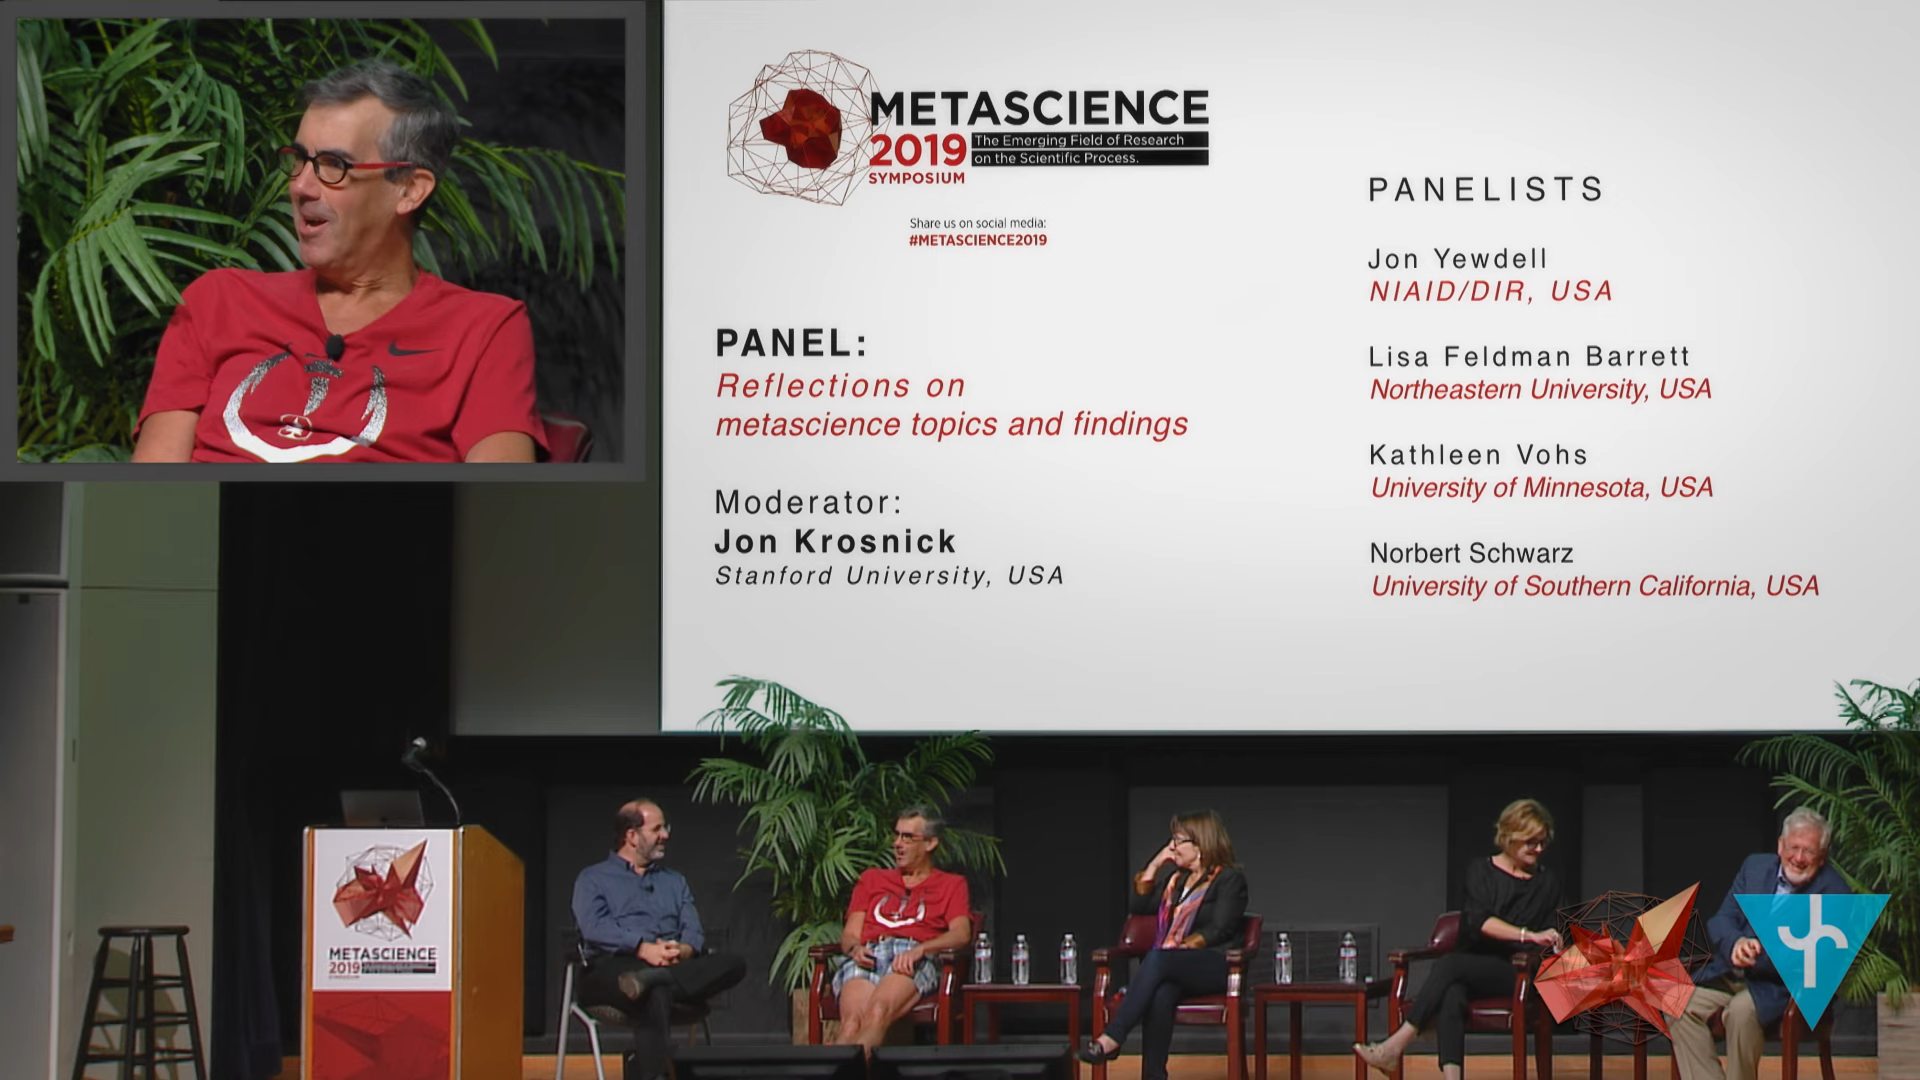 METASCIENCE
2019 The Emerging Field of Research
on the Scientific Process.
SYMPOSIUM
Share us on social media:
#METASCIENCE2019
PANEL:
Reflections on
metascience topics and findings
Moderator:
Jon Krosnick
Stanford University, USA
PANELISTS
Jon Yewdell
NIAID/DIR, USA
Lisa Feldman Barrett
Northeastern University, USA
Kathleen Vohs
University of Minnesota, USA
Norbert Schwarz
University of Southern California, USA
METASCIENCE
2019